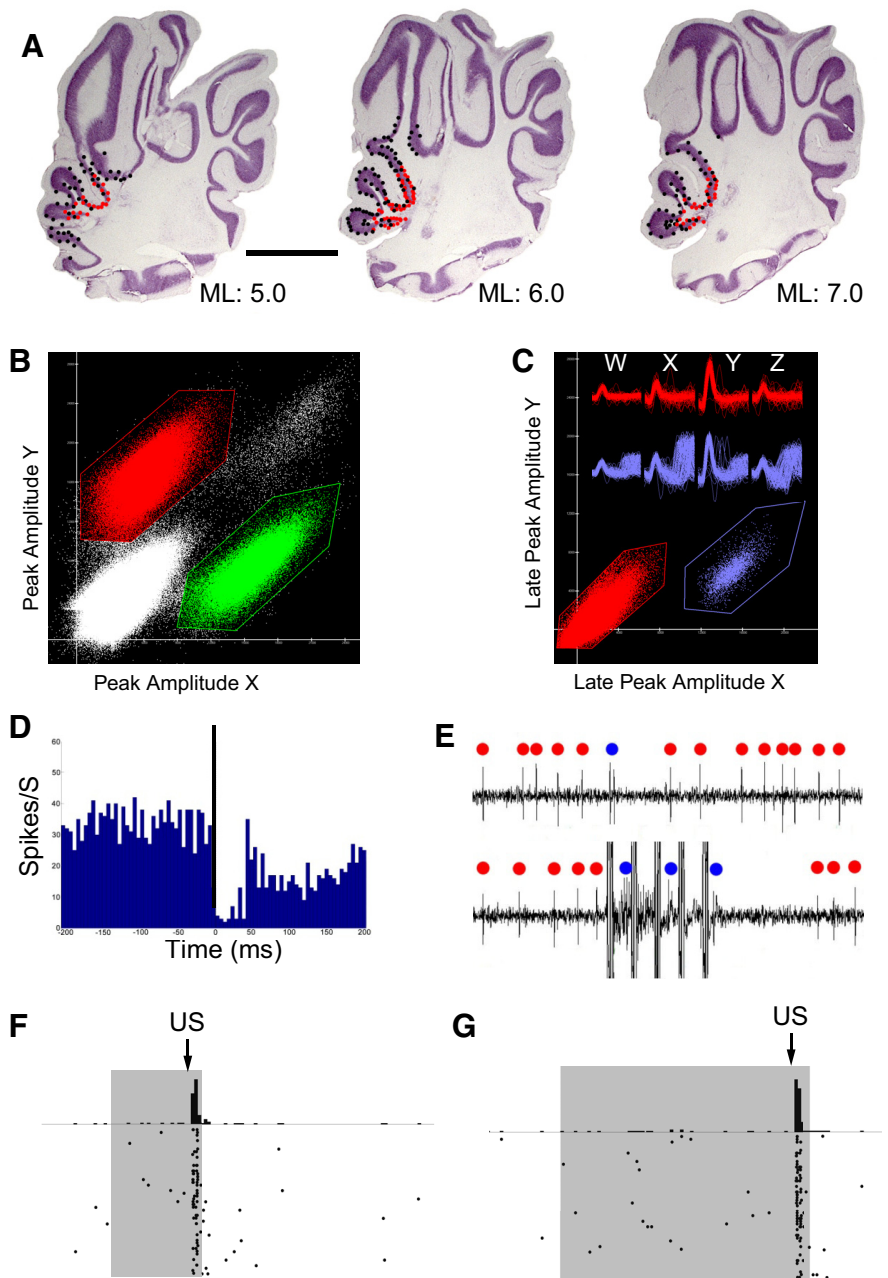 A
ML: 5.0
ML: 6.0
ML: 7.0
B
Peak Amplitude Y
Peak Amplitude X
C
W X Y Z
Late Peak Amplitude Y
Late Peak Amplitude X
D
Spikes/S
60
50
40
30
20
10
0
-200 -150 -100 -50 0 50 100 150 200
Time (ms)
E
F
US
G
US